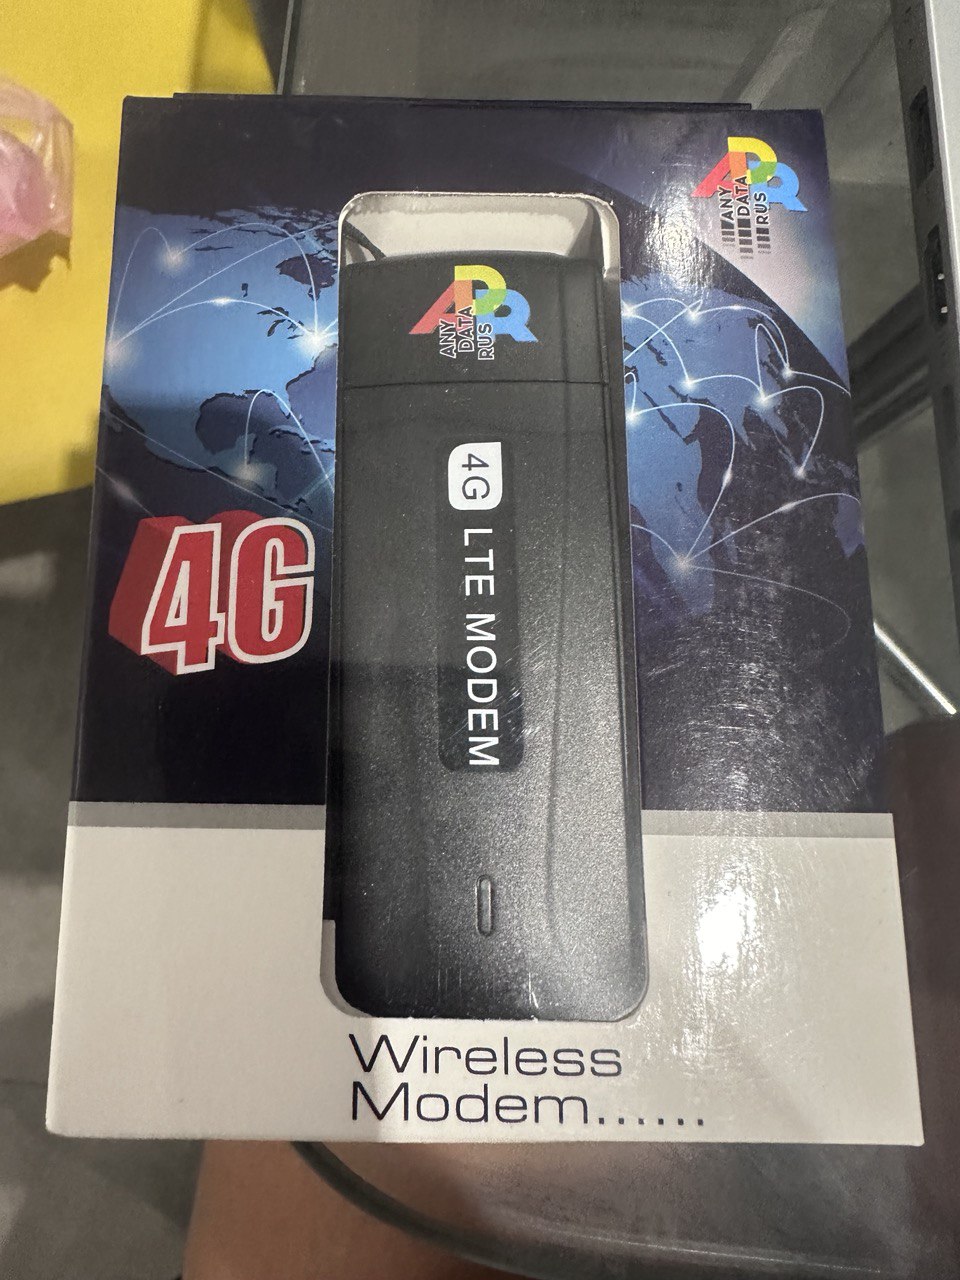 ANY
DATA
RUS
ANY
DATA
RUS
4G LTE MODEM
4G
Wireless
Modem......